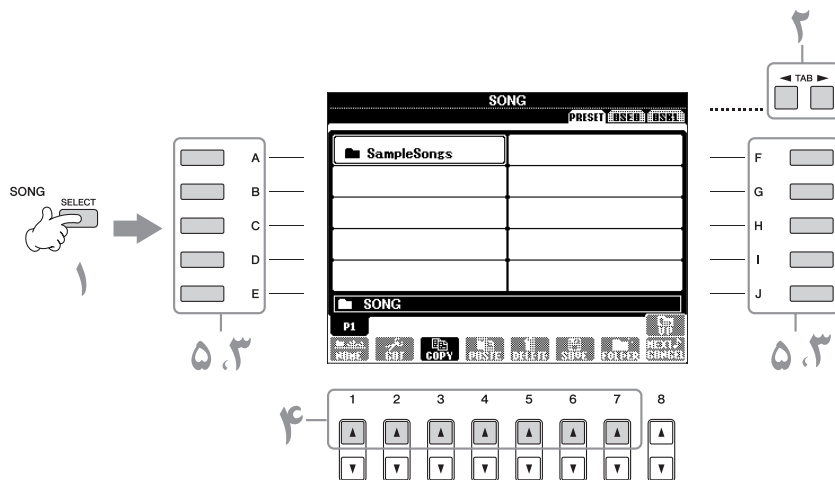 ۲
◄ TAB ►
SONG
PRESET USER USB1
SampleSongs
A
B
C
D
E
F
G
H
I
J
SONG
SELECT
۱
۵،۳
۵،۳
SONG
P1
UP
NAME CUT COPY PASTE DELETE SAVE FOLDER NEXT CANCEL
۴
1 2 3 4 5 6 7 8